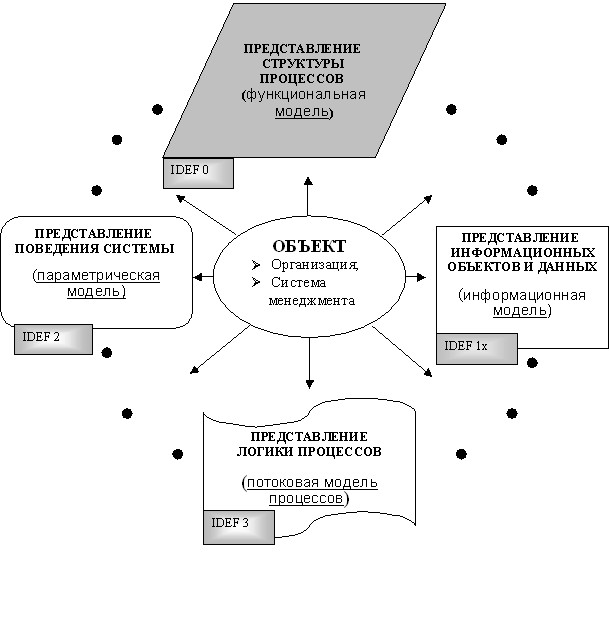 ПРЕДСТАВЛЕНИЕ
СТРУКТУРЫ
ПРОЦЕССОВ
(функциональная
модель)
IDEF 0
ПРЕДСТАВЛЕНИЕ
ПОВЕДЕНИЯ СИСТЕМЫ
(параметрическая
модель)
IDEF 2
ОБЪЕКТ
➢ Организация;
➢ Система
менеджмента
ПРЕДСТАВЛЕНИЕ
ИНФОРМАЦИОННЫХ
ОБЪЕКТОВ И ДАННЫХ
(информационная
модель)
IDEF 1x
ПРЕДСТАВЛЕНИЕ
ЛОГИКИ ПРОЦЕССОВ
(потоковая модель
процессов)
IDEF 3